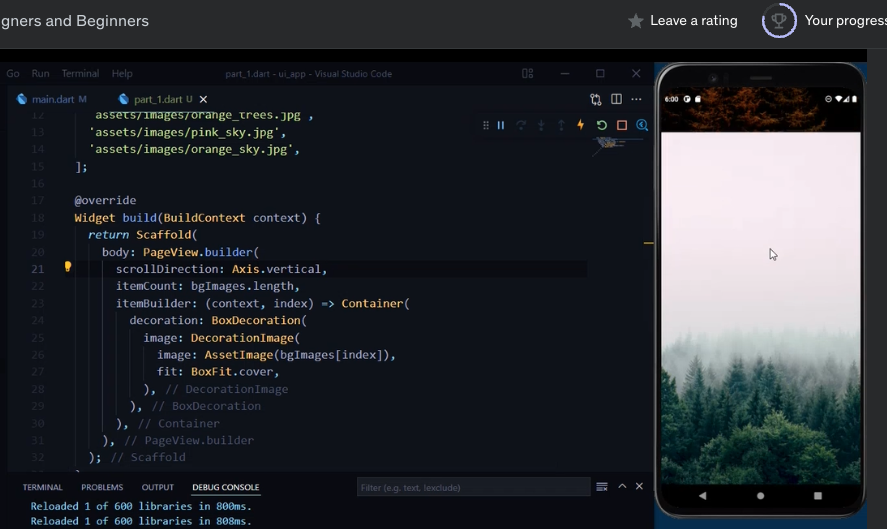 gners and Beginners
Leave a rating
Your progress
Go Run Terminal Help
part_1.dart - ui_app - Visual Studio Code
main.dart M
part_1.dart U
12 'assets/images/orange_trees.jpg',
13 'assets/images/pink_sky.jpg',
14 'assets/images/orange_sky.jpg',
15 ];
16
17 @override
18 Widget build(BuildContext context) {
19 return Scaffold(
20 body: PageView.builder(
21 scrollDirection: Axis.vertical,
22 itemCount: bgImages.length,
23 itemBuilder: (context, index) => Container(
24 decoration: BoxDecoration(
25 image: DecorationImage(
26 image: AssetImage(bgImages[index]),
27 fit: BoxFit.cover,
28 ), // DecorationImage
29 ), // BoxDecoration
30 ), // Container
31 ), // PageView.builder
32 ); // Scaffold
6:00
TERMINAL PROBLEMS OUTPUT DEBUG CONSOLE
Filter (e.g. text, !exclude)
Reloaded 1 of 600 libraries in 800ms.
Reloaded 1 of 600 libraries in 808ms.